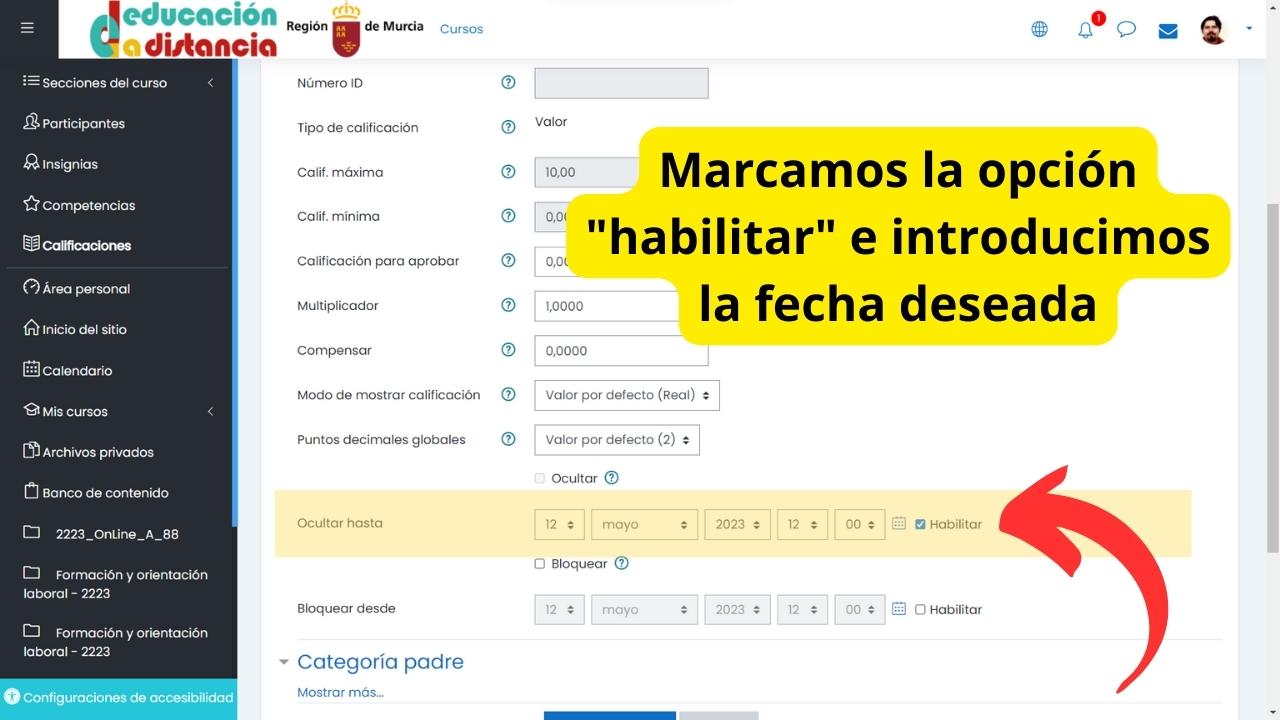 educación
a distancia
Región de Murcia
Cursos
1
Secciones del curso
Participantes
Insignias
Competencias
Calificaciones
Área personal
Inicio del sitio
Calendario
Mis cursos
Archivos privados
Banco de contenido
2223_OnLine_A_88
Formación y orientación
laboral - 2223
Formación y orientación
laboral - 2223
Configuraciones de accesibilidad
Número ID
Tipo de calificación
Valor
Calif. máxima
10,00
Calif. mínima
0,00
Calificación para aprobar
0,00
Multiplicador
1,0000
Compensar
0,0000
Modo de mostrar calificación
Valor por defecto (Real)
Puntos decimales globales
Valor por defecto (2)
Ocultar
Ocultar hasta
12 mayo 2023 12 00 Habilitar
Bloquear
Bloquear desde
12 mayo 2023 12 00 Habilitar
Categoría padre
Mostrar más...
Marcamos la opción
"habilitar" e introducimos
la fecha deseada